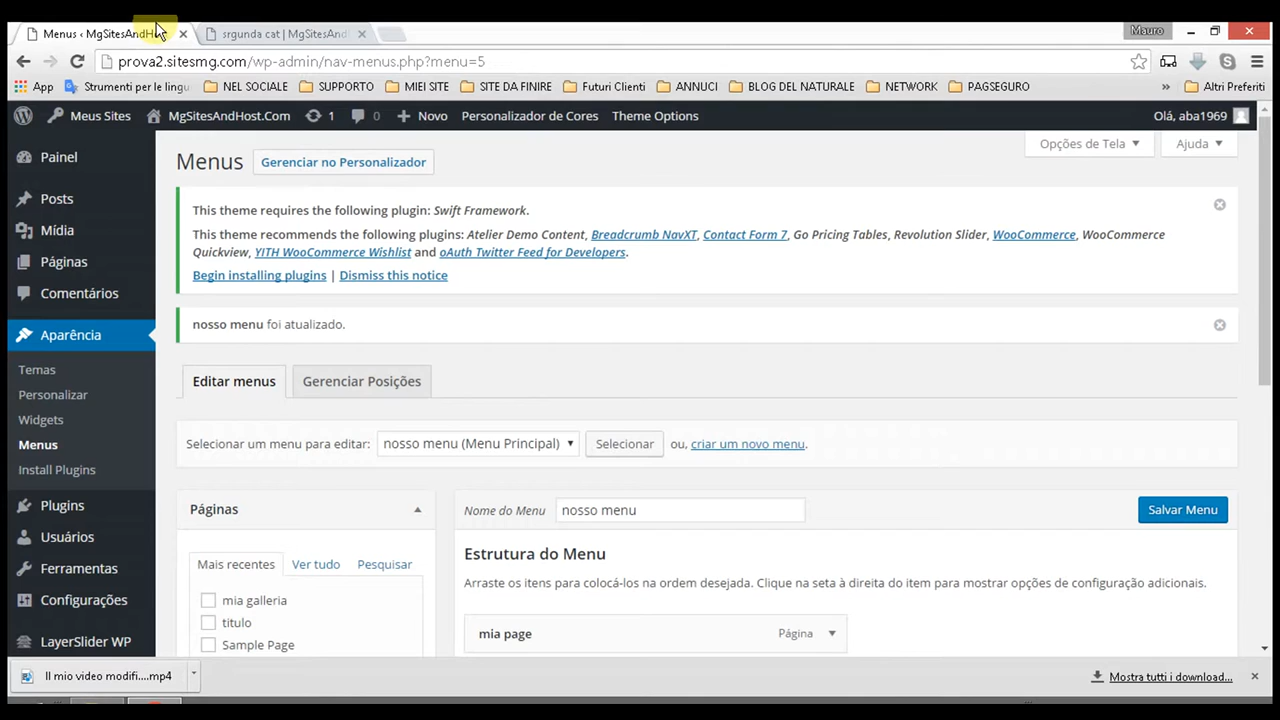 Menus ‹ MgSitesAndH
srgunda cat | MgSitesAnd
Mauro
prova2.sitesmg.com/wp-admin/nav-menus.php?menu=5
App
Strumenti per le lingu
NEL SOCIALE
SUPPORTO
MIEI SITE
SITE DA FINIRE
Futuri Clienti
ANNUCI
BLOG DEL NATURALE
NETWORK
PAGSEGURO
»
Altri Preferiti
Meus Sites
MgSitesAndHost.Com
1
0
Novo
Personalizador de Cores
Theme Options
Olá, aba1969
Painel
Posts
Mídia
Páginas
Comentários
Aparência
Temas
Personalizar
Widgets
Menus
Install Plugins
Plugins
Usuários
Ferramentas
Configurações
LayerSlider WP
Opções de Tela
Ajuda
Menus
Gerenciar no Personalizador
This theme requires the following plugin: Swift Framework.
This theme recommends the following plugins: Atelier Demo Content, Breadcrumb NavXT, Contact Form 7, Go Pricing Tables, Revolution Slider, WooCommerce, WooCommerce
Quickview, YITH WooCommerce Wishlist and oAuth Twitter Feed for Developers.
Begin installing plugins | Dismiss this notice
nosso menu foi atualizado.
Editar menus
Gerenciar Posições
Selecionar um menu para editar: nosso menu (Menu Principal) Selecionar ou, criar um novo menu.
Páginas
Mais recentes
Ver tudo
Pesquisar
mia galleria
titulo
Sample Page
Nome do Menu
nosso menu
Salvar Menu
Estrutura do Menu
Arraste os itens para colocá-los na ordem desejada. Clique na seta à direita do item para mostrar opções de configuração adicionais.
mia page
Página
Il mio video modifi....mp4
Mostra tutti i download...